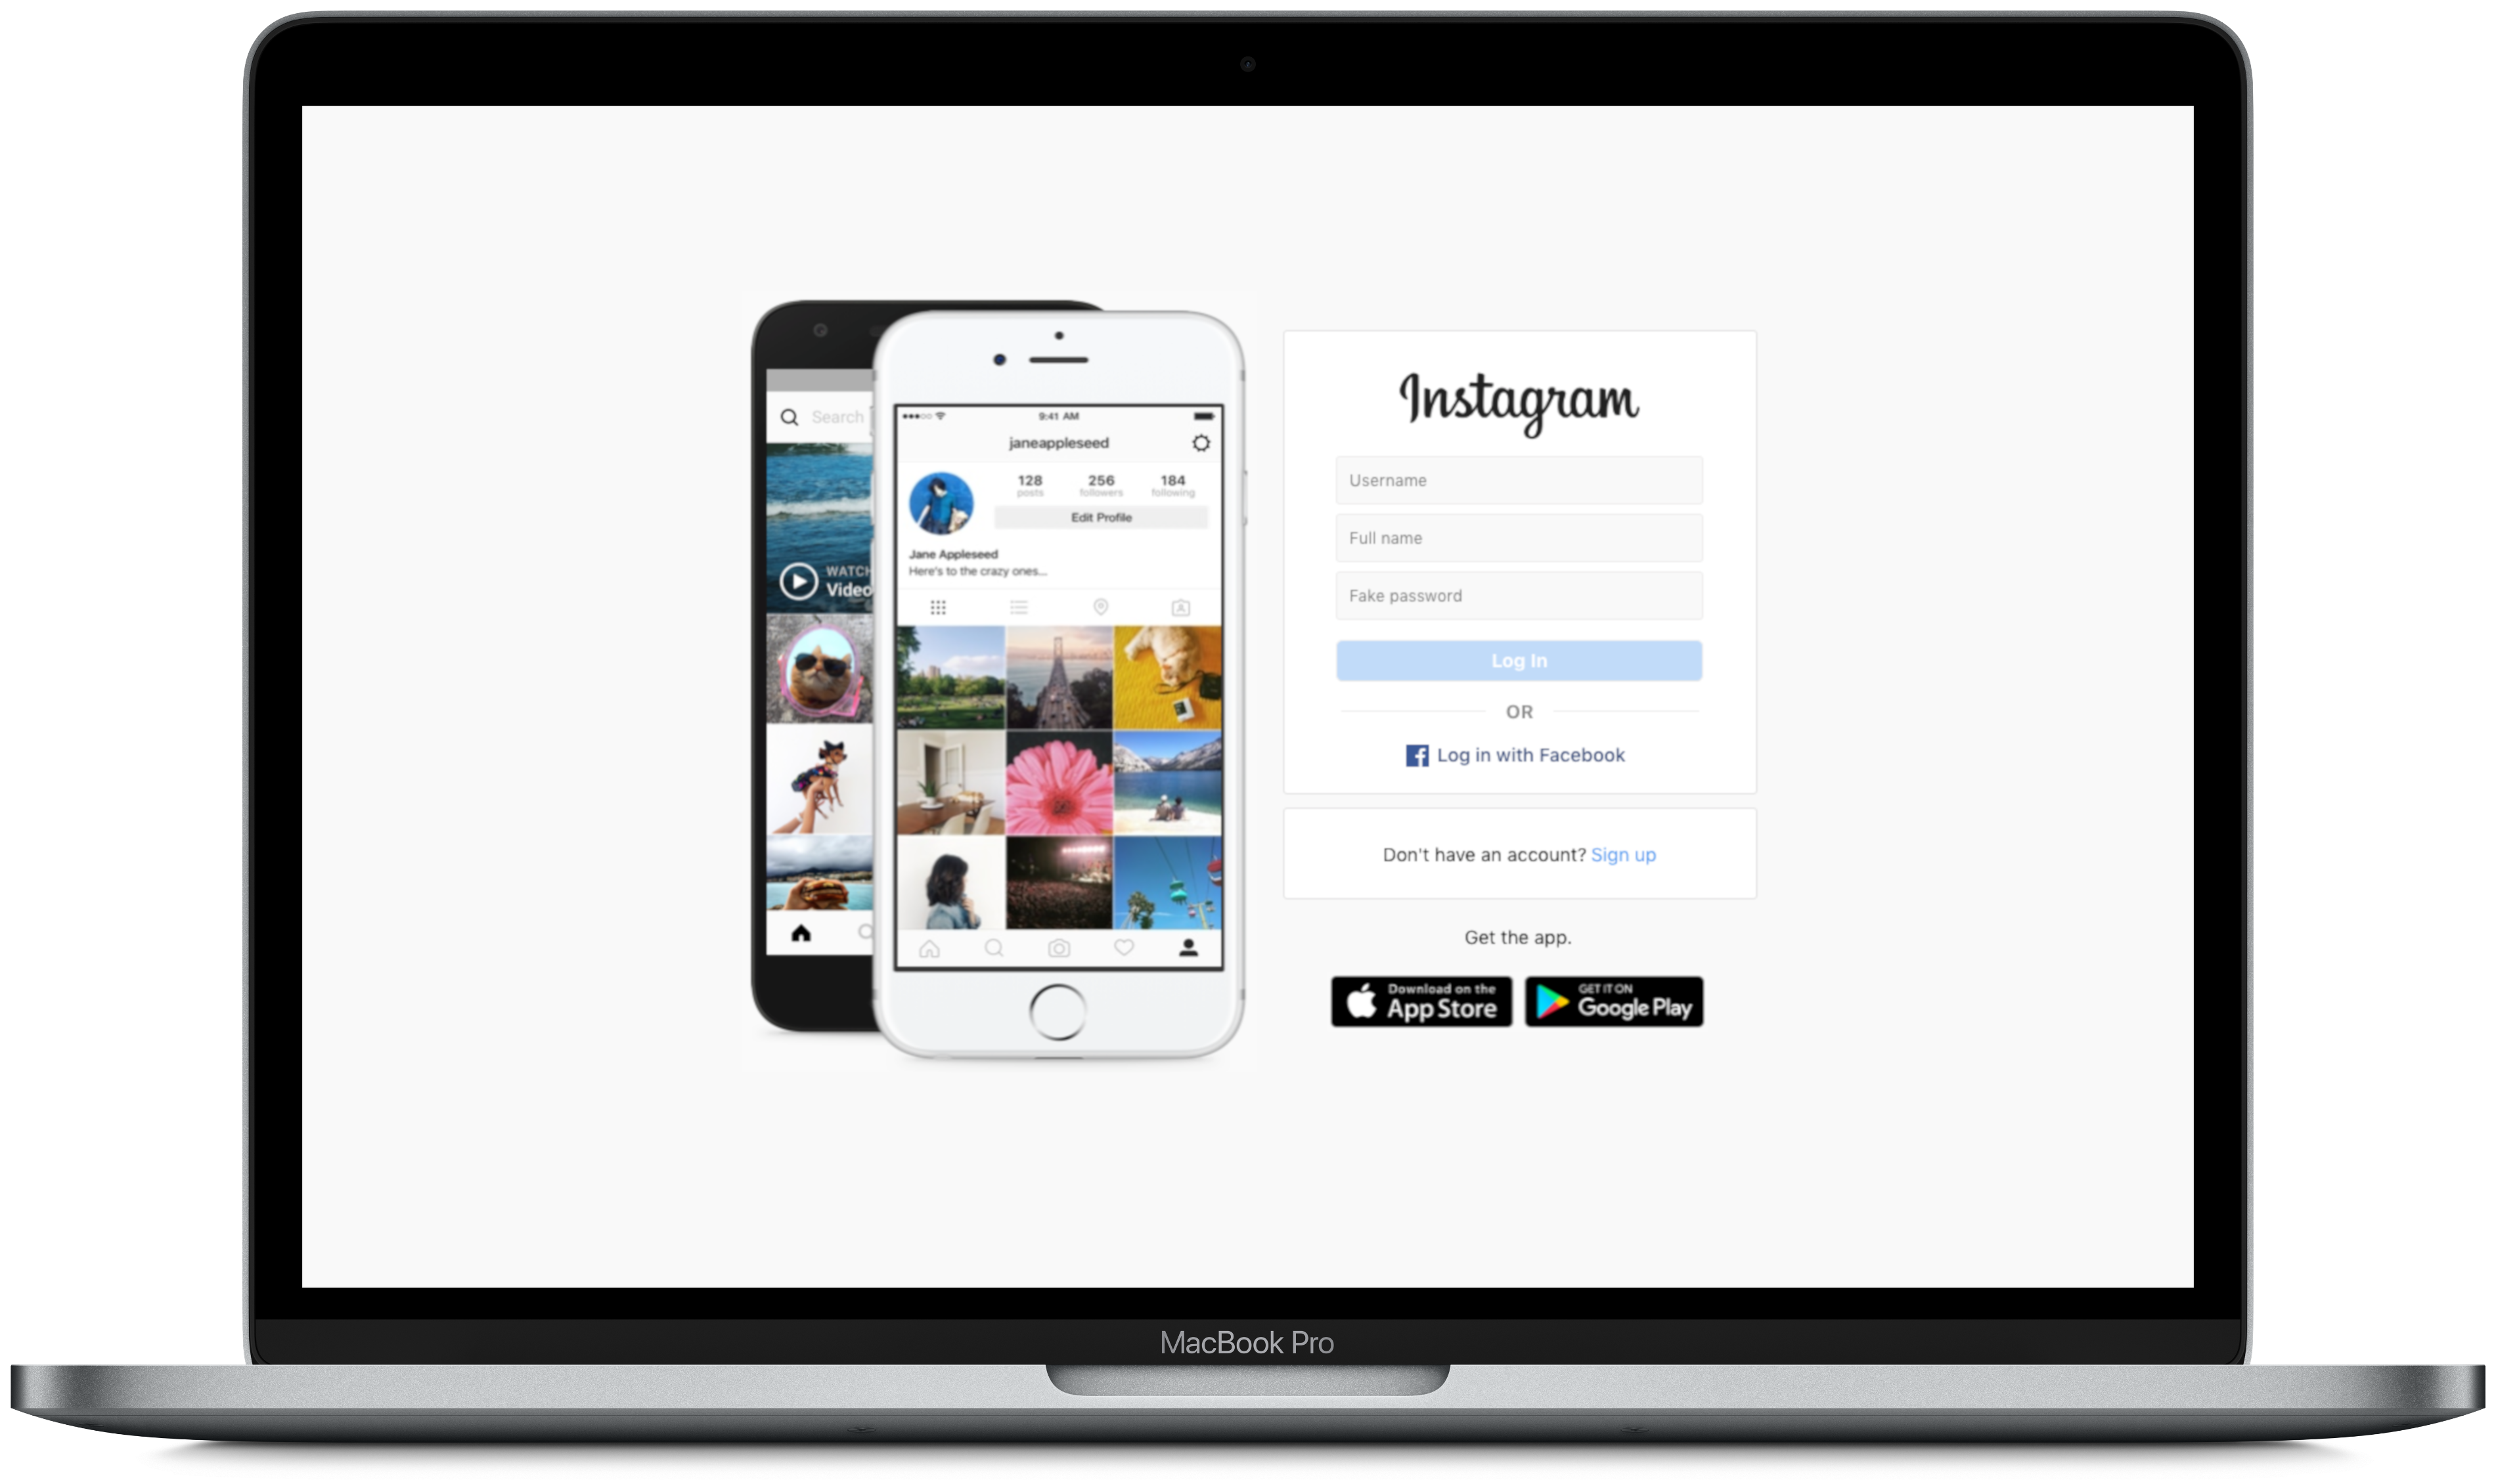 Search
WATCH
Video
9:41 AM
janeappleseed
128
256
184
posts
followers
following
Edit Profile
Jane Appleseed
Here's to the crazy ones...
Instagram
Username
Full name
Fake password
Log In
OR
Log in with Facebook
Don't have an account? Sign up
Get the app.
Download on the
App Store
GET IT ON
Google Play
MacBook Pro